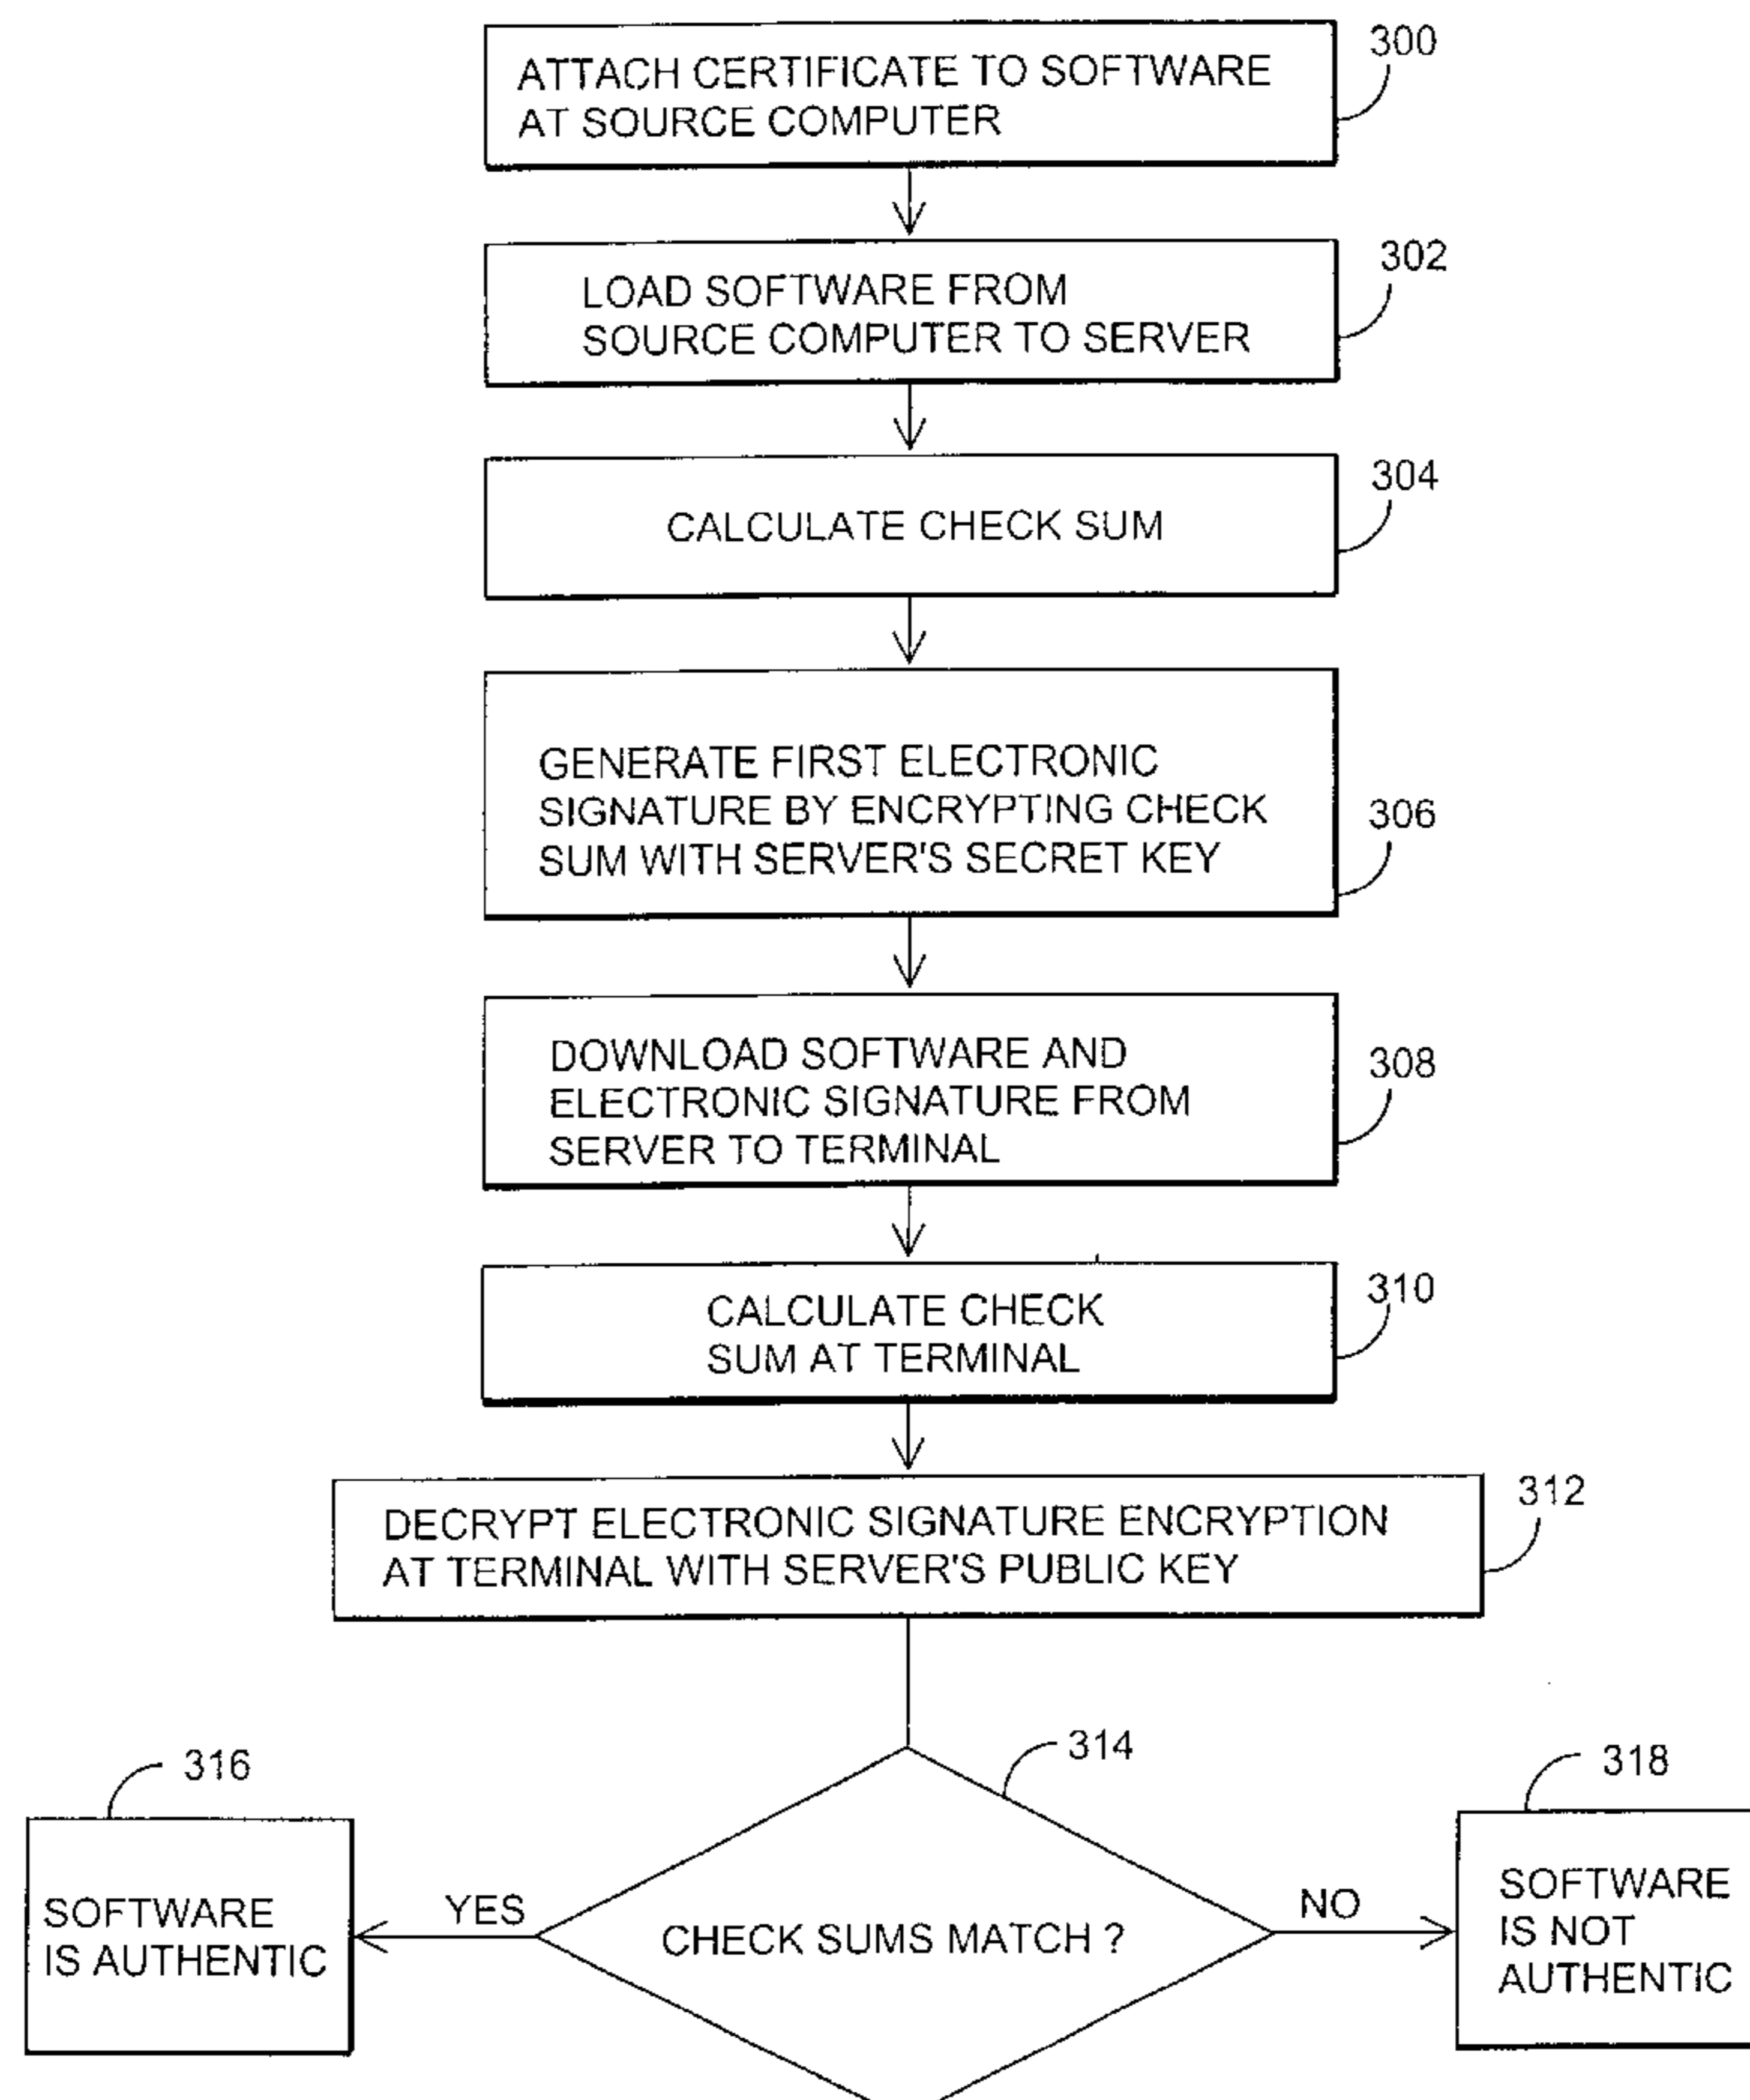 300
ATTACH CERTIFICATE TO SOFTWARE
AT SOURCE COMPUTER
302
LOAD SOFTWARE FROM
SOURCE COMPUTER TO SERVER
304
CALCULATE CHECK SUM
GENERATE FIRST ELECTRONIC
SIGNATURE BY ENCRYPTING CHECK
SUM WITH SERVER'S SECRET KEY
306
DOWNLOAD SOFTWARE AND
ELECTRONIC SIGNATURE FROM
SERVER TO TERMINAL
308
310
CALCULATE CHECK
SUM AT TERMINAL
312
DECRYPT ELECTRONIC SIGNATURE ENCRYPTION
AT TERMINAL WITH SERVER'S PUBLIC KEY
314
316
318
SOFTWARE
IS AUTHENTIC
YES
CHECK SUMS MATCH ?
NO
SOFTWARE
IS NOT
AUTHENTIC